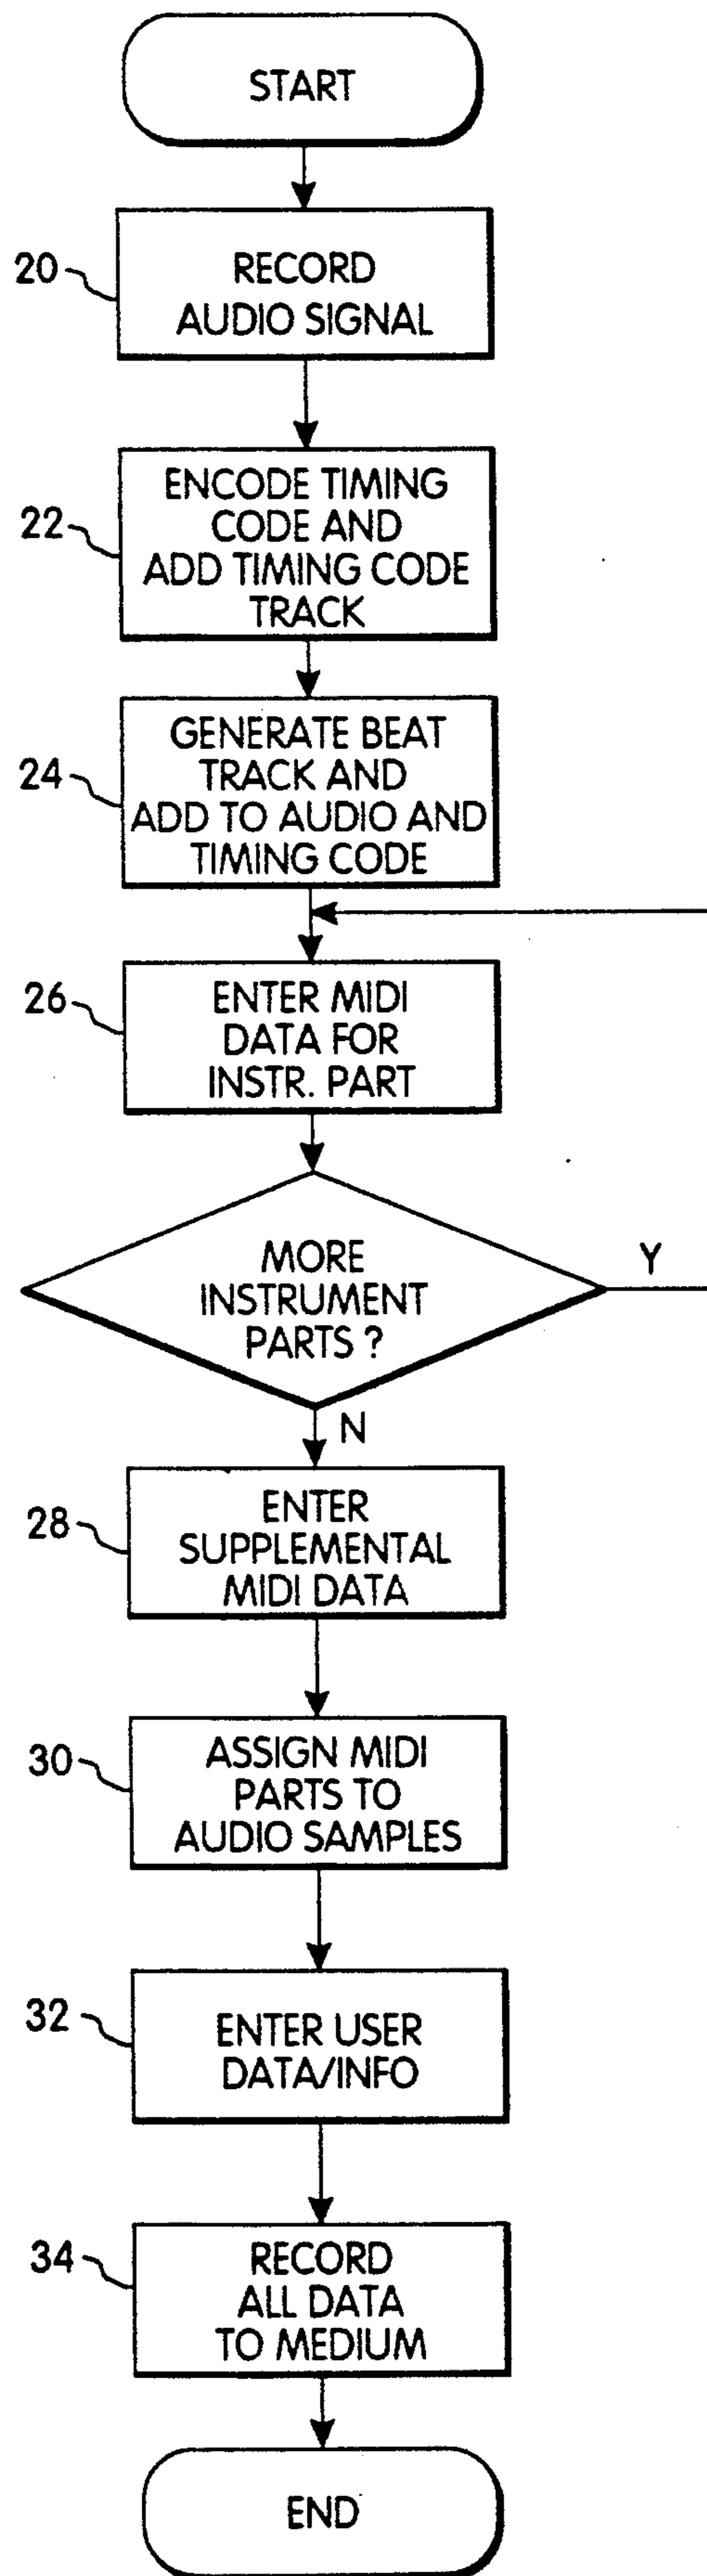 START
20
RECORD
AUDIO SIGNAL
22
ENCODE TIMING
CODE AND
ADD TIMING CODE
TRACK
24
GENERATE BEAT
TRACK AND
ADD TO AUDIO AND
TIMING CODE
26
ENTER MIDI
DATA FOR
INSTR. PART
MORE
INSTRUMENT
PARTS ?
Y
N
28
ENTER
SUPPLEMENTAL
MIDI DATA
30
ASSIGN MIDI
PARTS TO
AUDIO SAMPLES
32
ENTER USER
DATA/INFO
34
RECORD
ALL DATA
TO MEDIUM
END